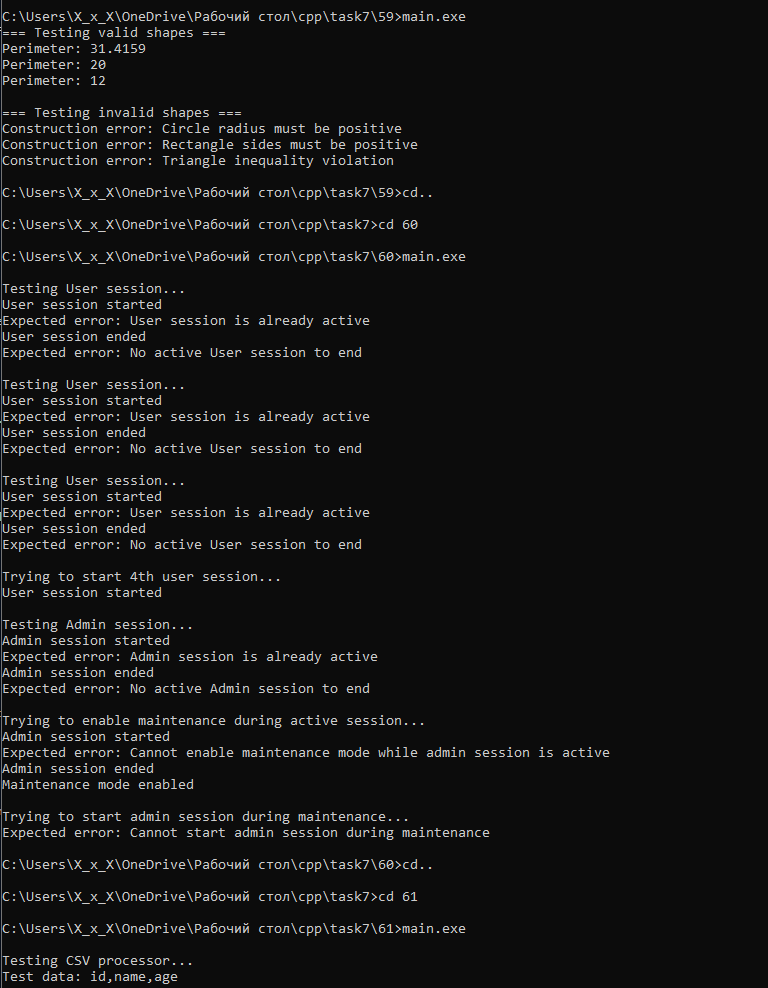 C:\Users\X_x_X\OneDrive\Рабочий стол\cpp\task7\59>main.exe
=== Testing valid shapes ===
Perimeter: 31.4159
Perimeter: 20
Perimeter: 12
=== Testing invalid shapes ===
Construction error: Circle radius must be positive
Construction error: Rectangle sides must be positive
Construction error: Triangle inequality violation
C:\Users\X_x_X\OneDrive\Рабочий стол\cpp\task7\59>cd..
C:\Users\X_x_X\OneDrive\Рабочий стол\cpp\task7>cd 60
C:\Users\X_x_X\OneDrive\Рабочий стол\cpp\task7\60>main.exe
Testing User session...
User session started
Expected error: User session is already active
User session ended
Expected error: No active User session to end
Testing User session...
User session started
Expected error: User session is already active
User session ended
Expected error: No active User session to end
Testing User session...
User session started
Expected error: User session is already active
User session ended
Expected error: No active User session to end
Trying to start 4th user session...
User session started
Testing Admin session...
Admin session started
Expected error: Admin session is already active
Admin session ended
Expected error: No active Admin session to end
Trying to enable maintenance during active session...
Admin session started
Expected error: Cannot enable maintenance mode while admin session is active
Admin session ended
Maintenance mode enabled
Trying to start admin session during maintenance...
Expected error: Cannot start admin session during maintenance
C:\Users\X_x_X\OneDrive\Рабочий стол\cpp\task7\60>cd..
C:\Users\X_x_X\OneDrive\Рабочий стол\cpp\task7>cd 61
C:\Users\X_x_X\OneDrive\Рабочий стол\cpp\task7\61>main.exe
Testing CSV processor...
Test data: id,name,age